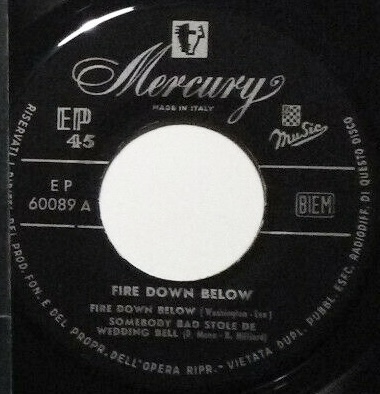 Mercury
MADE IN ITALY
EP
45
Music
EP
60089 A
BIEM
FIRE DOWN BELOW
FIRE DOWN BELOW (Washington - Lee)
SOMEBODY BAD STOLE DE
WEDDING BELL (D. Mann - B. Hilliard)
RISERVATI I DIRITTI DEL PROD. FON. E DEL PROPR. DELL'OPERA RIPR. - VIETATA DUPL. PUBBL. ESEC. RADIODIFF. DI QUESTO DISCO